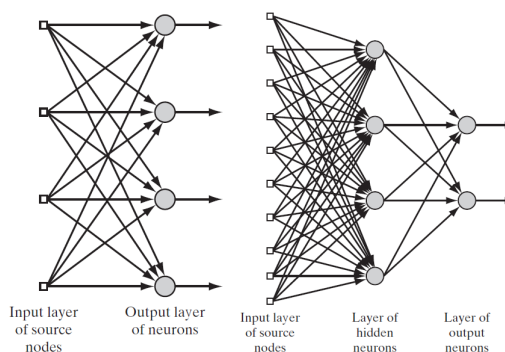 Input layer
of source
nodes
Output layer
of neurons
Input layer
of source
nodes
Layer of
hidden
neurons
Layer of
output
neurons